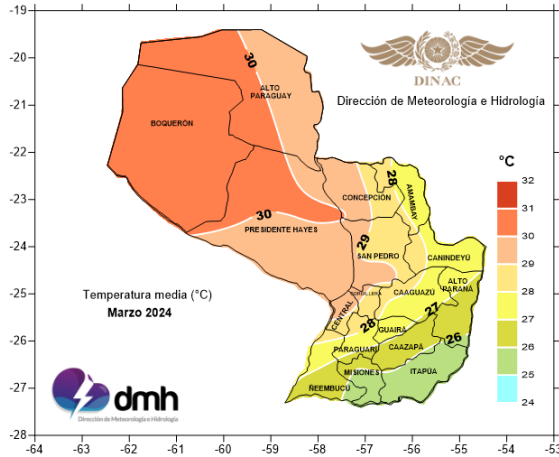 -19
-20
-21
-22
-23
-24
-25
-26
-27
-28
-64
-63
-62
-61
-60
-59
-58
-57
-56
-55
-54
-53
DINAC
Dirección de Meteorología e Hidrología
°C
32
31
30
29
28
27
26
25
24
30
ALTO
PARAGUAY
BOQUERÓN
28
AMAMBAY
CONCEPCIÓN
30
PRESIDENTE HAYES
29
SAN PEDRO
CANINDEYÚ
ALTO
PARANÁ
CORDILLERA
CAAGUAZÚ
CENTRAL
27
28
GUAIRÁ
26
PARAGUARÍ
CAAZAPÁ
MISIONES
ITAPÚA
ÑEEMBUCÚ
Temperatura media (°C)
Marzo 2024
dmh
Dirección de Meteorología e Hidrología